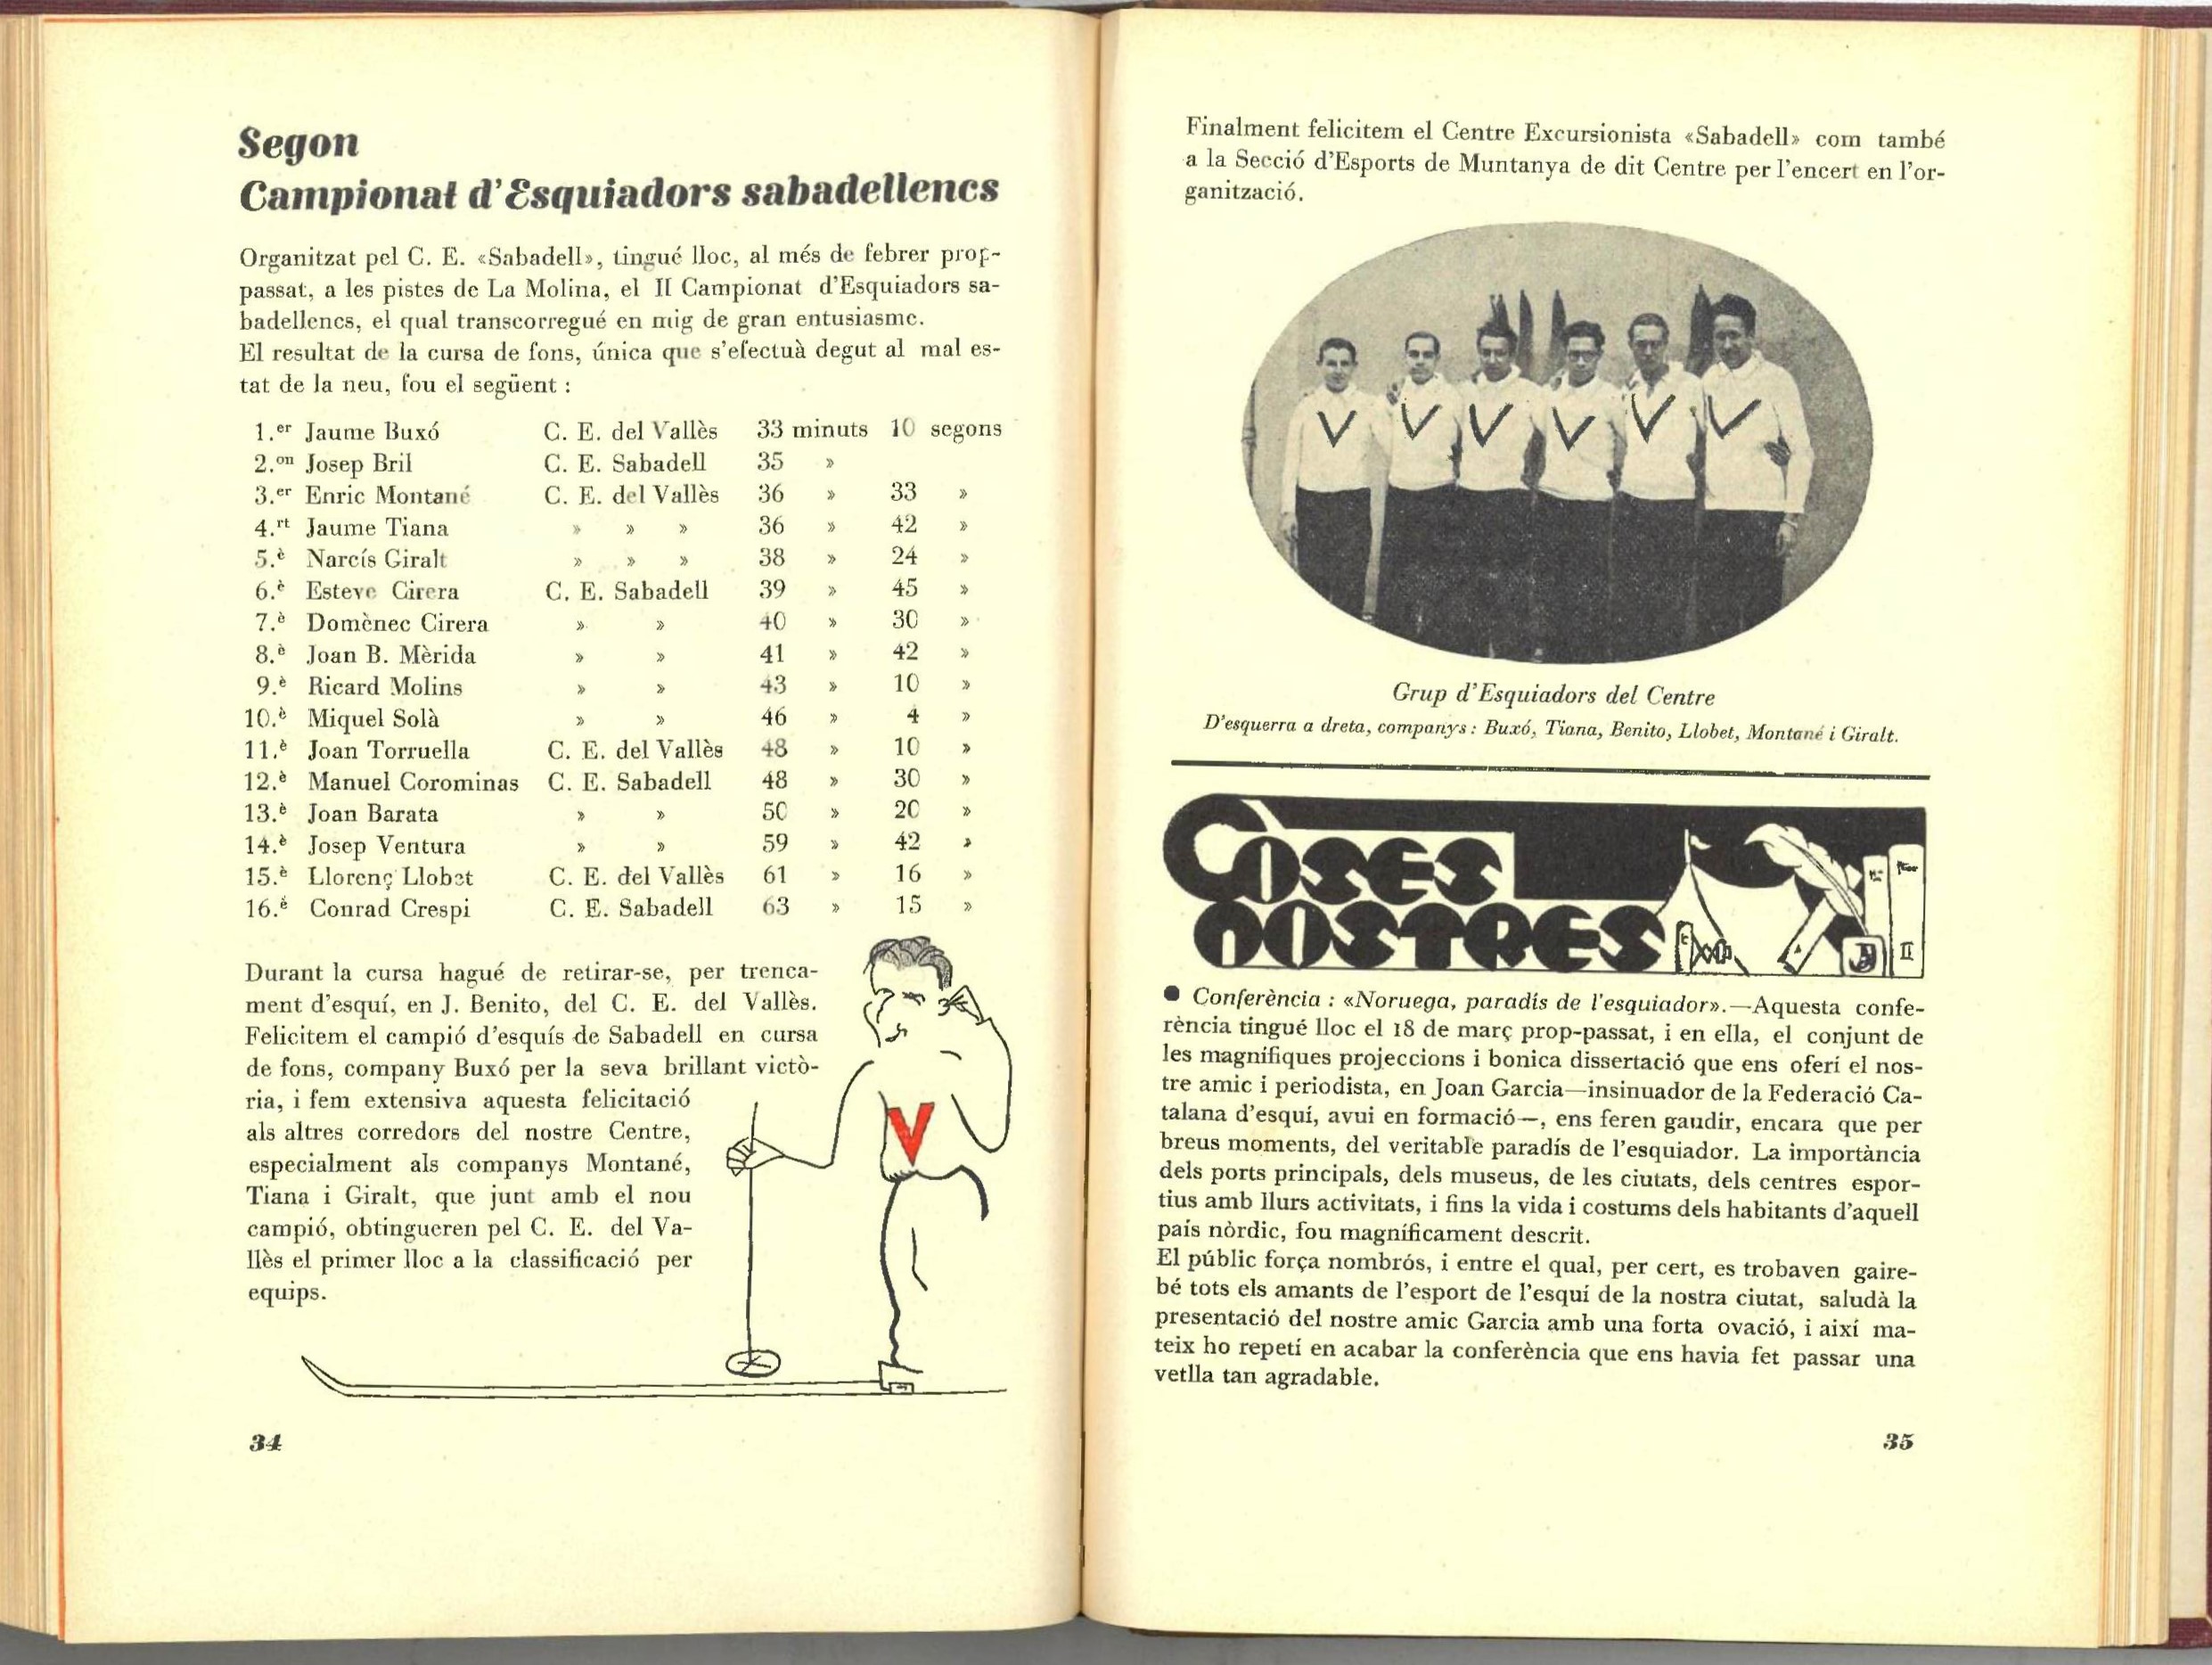 Segon
Campionat d'Esquiadors sabadellencs
Organitzat pel C. E. «Sabadell», tingué lloc, al més de febrer prop-
passat, a les pistes de La Molina, el II Campionat d'Esquiadors sa-
badellencs, el qual transcorregué en mig de gran entusiasme.
El resultat de la cursa de fons, única que s'efectuà degut al mal es-
tat de la neu, fou el següent :
1.er Jaume Buxó C. E. del Vallès 33 minuts 10 segons
2.on Josep Bril C. E. Sabadell 35 »
3.er Enric Montané C. E. del Vallès 36 » 33 »
4.rt Jaume Tiana » » » 36 » 42 »
5.è Narcís Giralt » » » 38 » 24 »
6.è Esteve Cirera C. E. Sabadell 39 » 45 »
7.è Domènec Cirera » » 40 » 30 »
8.è Joan B. Mèrida » » 41 » 42 »
9.è Ricard Molins » » 43 » 10 »
10.è Miquel Solà » » 46 » 4 »
11.è Joan Torruella C. E. del Vallès 48 » 10 »
12.è Manuel Corominas C. E. Sabadell 48 » 30 »
13.è Joan Barata » » 50 » 20 »
14.è Josep Ventura » » 59 » 42 »
15.è Llorenç Llobet C. E. del Vallès 61 » 16 »
16.è Conrad Crespi C. E. Sabadell 63 » 15 »
Durant la cursa hagué de retirar-se, per trenca-
ment d'esquí, en J. Benito, del C. E. del Vallès.
Felicitem el campió d'esquís de Sabadell en cursa
de fons, company Buxó per la seva brillant victò-
ria, i fem extensiva aquesta felicitació
als altres corredors del nostre Centre,
especialment als companys Montané,
Tiana i Giralt, que junt amb el nou
campió, obtingueren pel C. E. del Va-
llès el primer lloc a la classificació per
equips.
V
34
Finalment felicitem el Centre Excursionista «Sabadell» com també
a la Secció d'Esports de Muntanya de dit Centre per l'encert en l'or-
ganització.
V V V V V V
Grup d'Esquiadors del Centre
D'esquerra a dreta, companys : Buxó, Tiana, Benito, Llobet, Montané i Giralt.
COSES
NOSTRES
II
● Conferència : «Noruega, paradís de l'esquiador».—Aquesta confe-
rència tingué lloc el 18 de març prop-passat, i en ella, el conjunt de
les magnífiques projeccions i bonica dissertació que ens oferí el nos-
tre amic i periodista, en Joan Garcia—insinuador de la Federació Ca-
talana d'esquí, avui en formació—, ens feren gaudir, encara que per
breus moments, del veritable paradís de l'esquiador. La importància
dels ports principals, dels museus, de les ciutats, dels centres espor-
tius amb llurs activitats, i fins la vida i costums dels habitants d'aquell
país nòrdic, fou magníficament descrit.
El públic força nombrós, i entre el qual, per cert, es trobaven gaire-
bé tots els amants de l'esport de l'esquí de la nostra ciutat, saludà la
presentació del nostre amic Garcia amb una forta ovació, i així ma-
teix ho repetí en acabar la conferència que ens havia fet passar una
vetlla tan agradable.
35